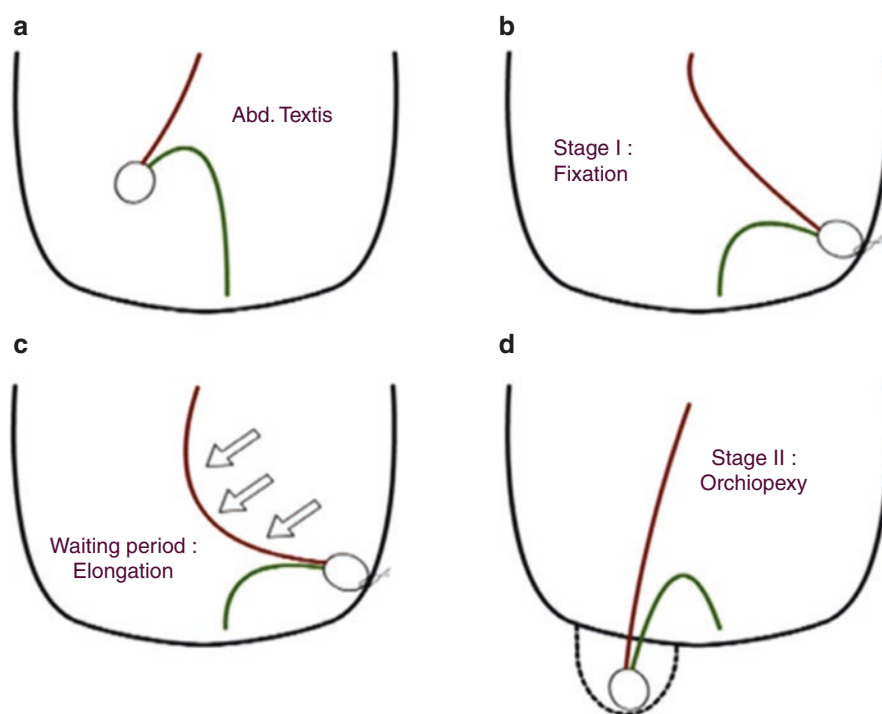 a
Abd. Textis
b
Stage I :
Fixation
c
Waiting period :
Elongation
d
Stage II :
Orchiopexy